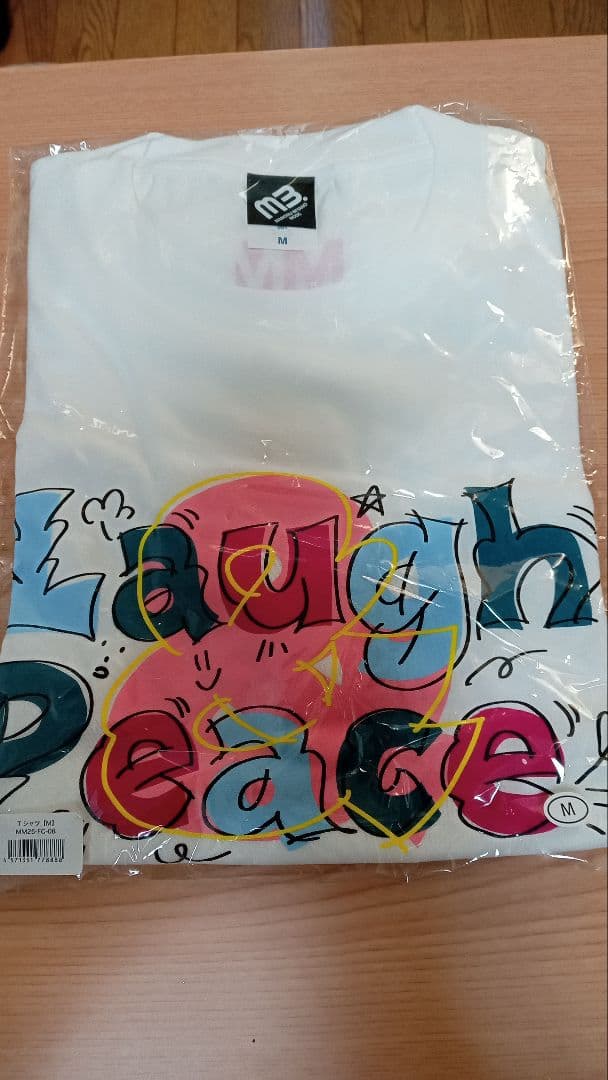 m3.
M
Laugh
&
Peace
M
Tシャツ【M】
MM25-FC-06